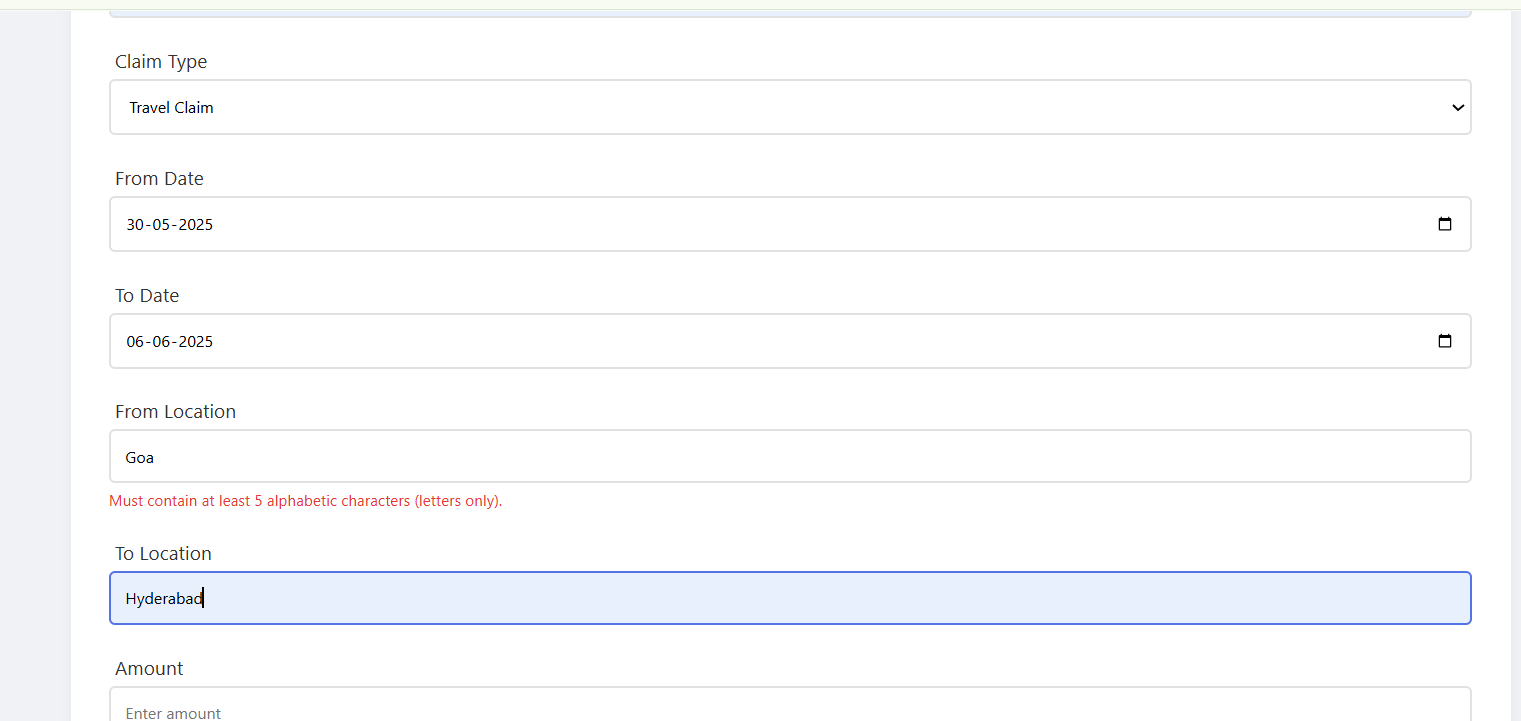 Claim Type
Travel Claim
From Date
30-05-2025
To Date
06-06-2025
From Location
Goa
Must contain at least 5 alphabetic characters (letters only).
To Location
Hyderabad
Amount
Enter amount